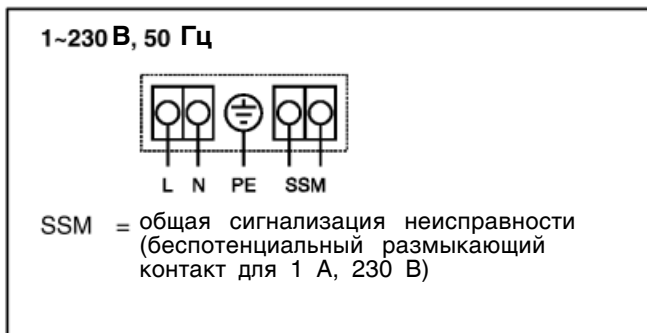 1~230 В, 50 Гц
L N PE SSM
SSM = общая сигнализация неисправности
(беспотенциальный размыкающий
контакт для 1 А, 230 В)